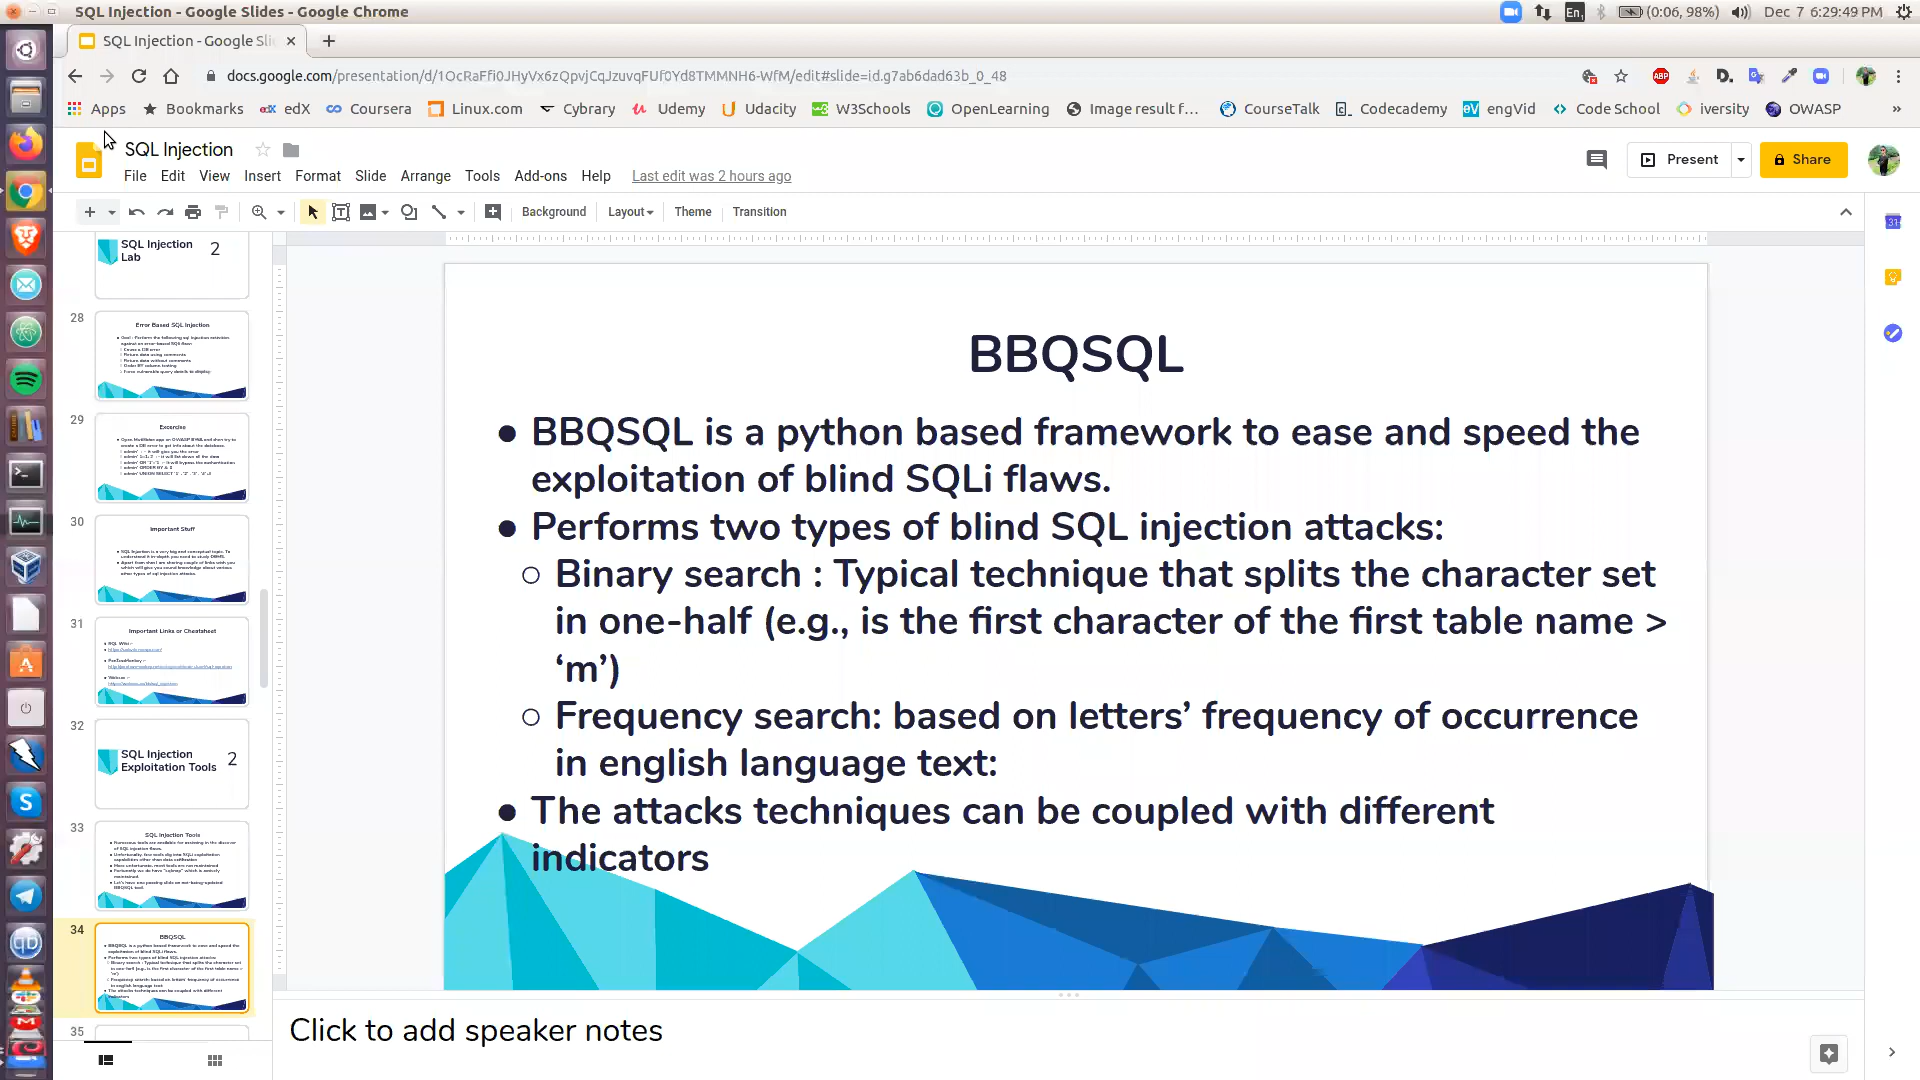 SQL Injection - Google Slides - Google Chrome
En1
(0:06, 98%)
Dec 7 6:29:49 PM
SQL Injection - Google Slid
docs.google.com/presentation/d/1OcRaFfi0JHyVx6zQpvjCqJzuvqFUf0Yd8TMMNH6-WfM/edit#slide=id.g7ab6dad63b_0_48
Apps Bookmarks edX Coursera Linux.com Cybrary Udemy Udacity W3Schools OpenLearning Image result f... CourseTalk Codecademy engVid Code School iversity OWASP »
SQL Injection
Present
Share
File Edit View Insert Format Slide Arrange Tools Add-ons Help Last edit was 2 hours ago
Background Layout Theme Transition
SQL Injection
Lab
2
28
Error Based SQL Injection
29
Excercise
30
Important Stuff
31
Important Links or Cheatsheet
32
SQL Injection
Exploitation Tools
2
33
SQL Injection Tools
34
BBQSQL
35
BBQSQL
● BBQSQL is a python based framework to ease and speed the
exploitation of blind SQLi flaws.
● Performs two types of blind SQL injection attacks:
○ Binary search : Typical technique that splits the character set
in one-half (e.g., is the first character of the first table name >
‘m’)
○ Frequency search: based on letters’ frequency of occurrence
in english language text:
● The attacks techniques can be coupled with different
indicators
Click to add speaker notes